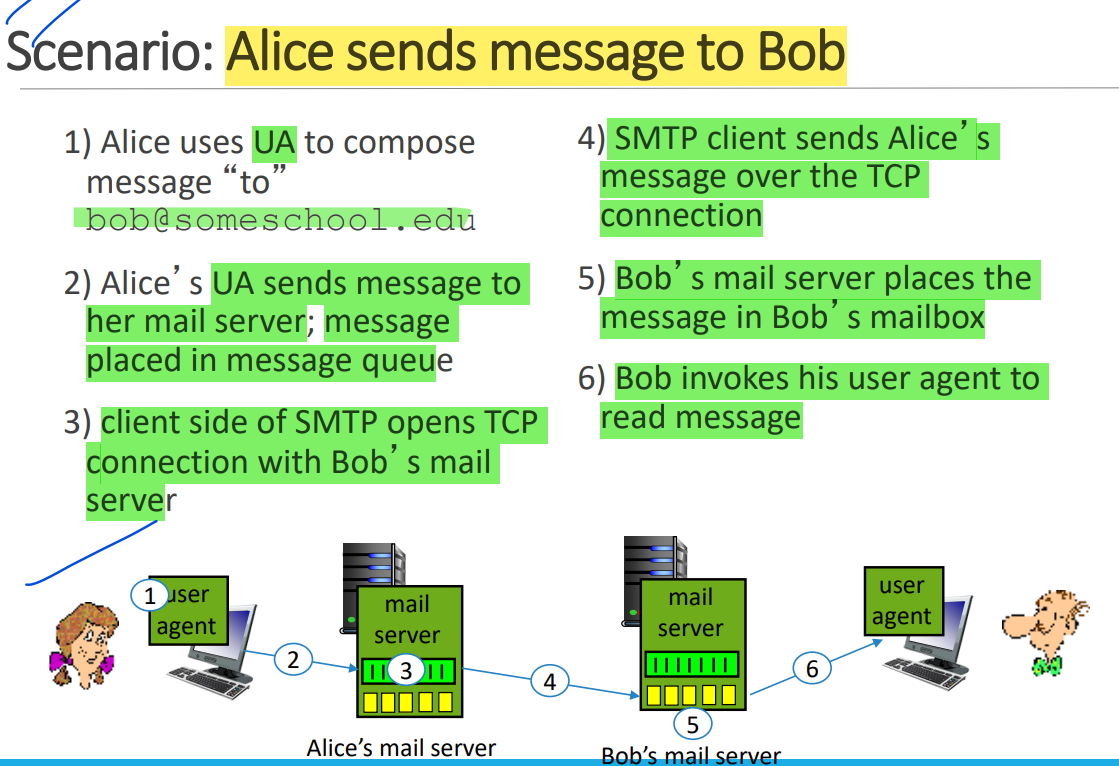 Scenario: Alice sends message to Bob
1) Alice uses UA to compose
message “to”
bob@someschool.edu
2) Alice’s UA sends message to
her mail server; message
placed in message queue
3) client side of SMTP opens TCP
connection with Bob’s mail
server
4) SMTP client sends Alice’s
message over the TCP
connection
5) Bob’s mail server places the
message in Bob’s mailbox
6) Bob invokes his user agent to
read message
1 user
agent
2
mail
server
3
Alice’s mail server
4
mail
server
5
Bob’s mail server
6
user
agent